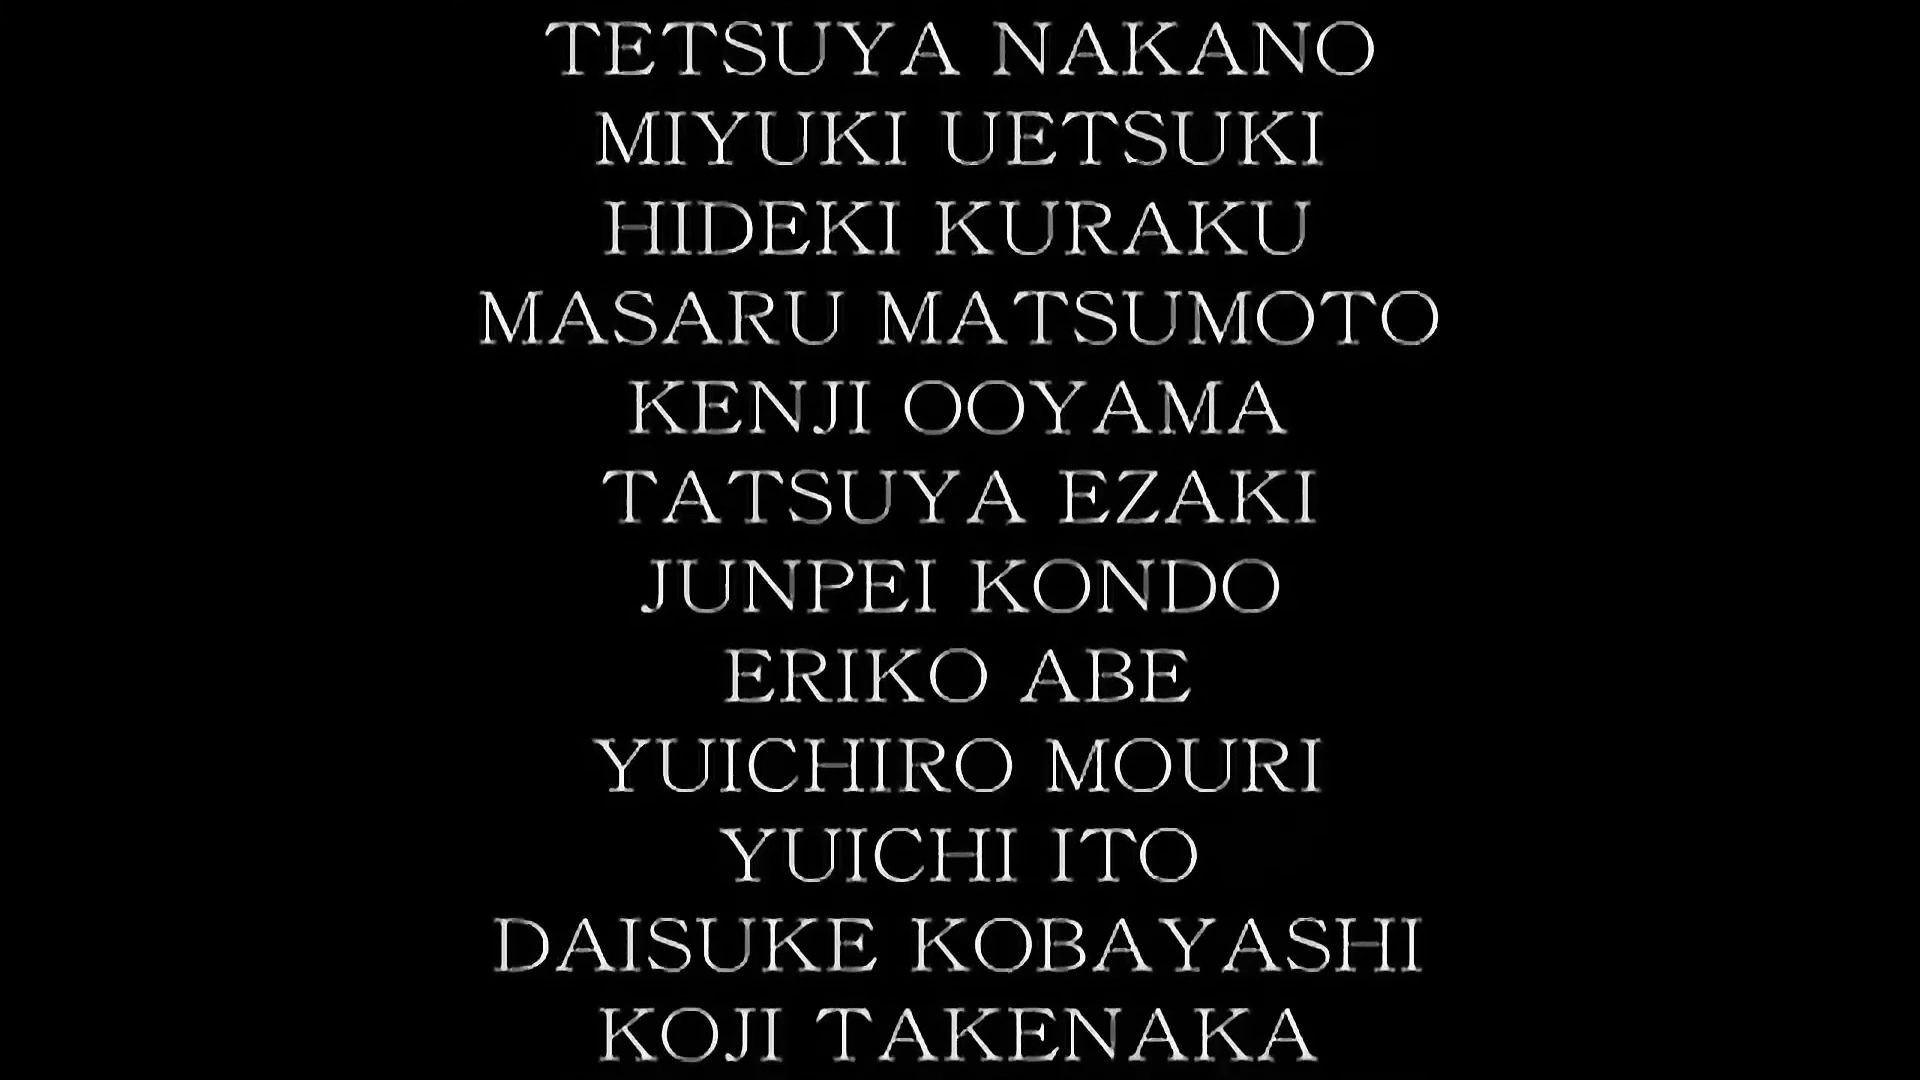 TETSUYA NAKANO
MIYUKI UETSUKI
HIDEKI KURAKU
MASARU MATSUMOTO
KENJI OOYAMA
TATSUYA EZAKI
JUNPEI KONDO
ERIKO ABE
YUICHIRO MOURI
YUICHI ITO
DAISUKE KOBAYASHI
KOJI TAKENAKA